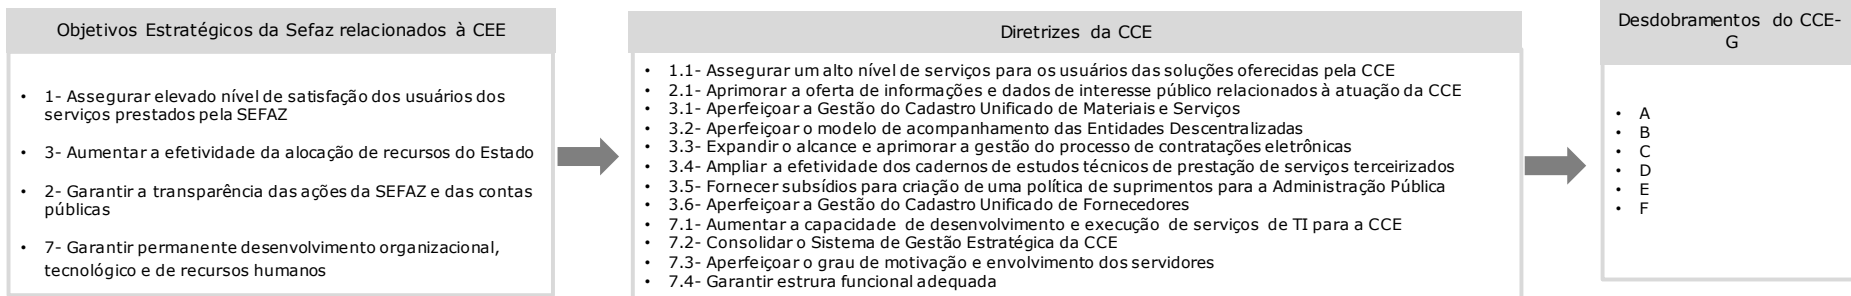 Objetivos Estratégicos da Sefaz relacionados à CEE
• 1- Assegurar elevado nível de satisfação dos usuários dos
serviços prestados pela SEFAZ
• 3- Aumentar a efetividade da alocação de recursos do Estado
• 2- Garantir a transparência das ações da SEFAZ e das contas
públicas
• 7- Garantir permanente desenvolvimento organizacional,
tecnológico e de recursos humanos
Diretrizes da CCE
• 1.1- Assegurar um alto nível de serviços para os usuários das soluções oferecidas pela CCE
• 2.1- Aprimorar a oferta de informações e dados de interesse público relacionados à atuação da CCE
• 3.1- Aperfeiçoar a Gestão do Cadastro Unificado de Materiais e Serviços
• 3.2- Aperfeiçoar o modelo de acompanhamento das Entidades Descentralizadas
• 3.3- Expandir o alcance e aprimorar a gestão do processo de contratações eletrônicas
• 3.4- Ampliar a efetividade dos cadernos de estudos técnicos de prestação de serviços terceirizados
• 3.5- Fornecer subsídios para criação de uma política de suprimentos para a Administração Pública
• 3.6- Aperfeiçoar a Gestão do Cadastro Unificado de Fornecedores
• 7.1- Aumentar a capacidade de desenvolvimento e execução de serviços de TI para a CCE
• 7.2- Consolidar o Sistema de Gestão Estratégica da CCE
• 7.3- Aperfeiçoar o grau de motivação e envolvimento dos servidores
• 7.4- Garantir estrura funcional adequada
Desdobramentos do CCE-
G
• A
• B
• C
• D
• E
• F